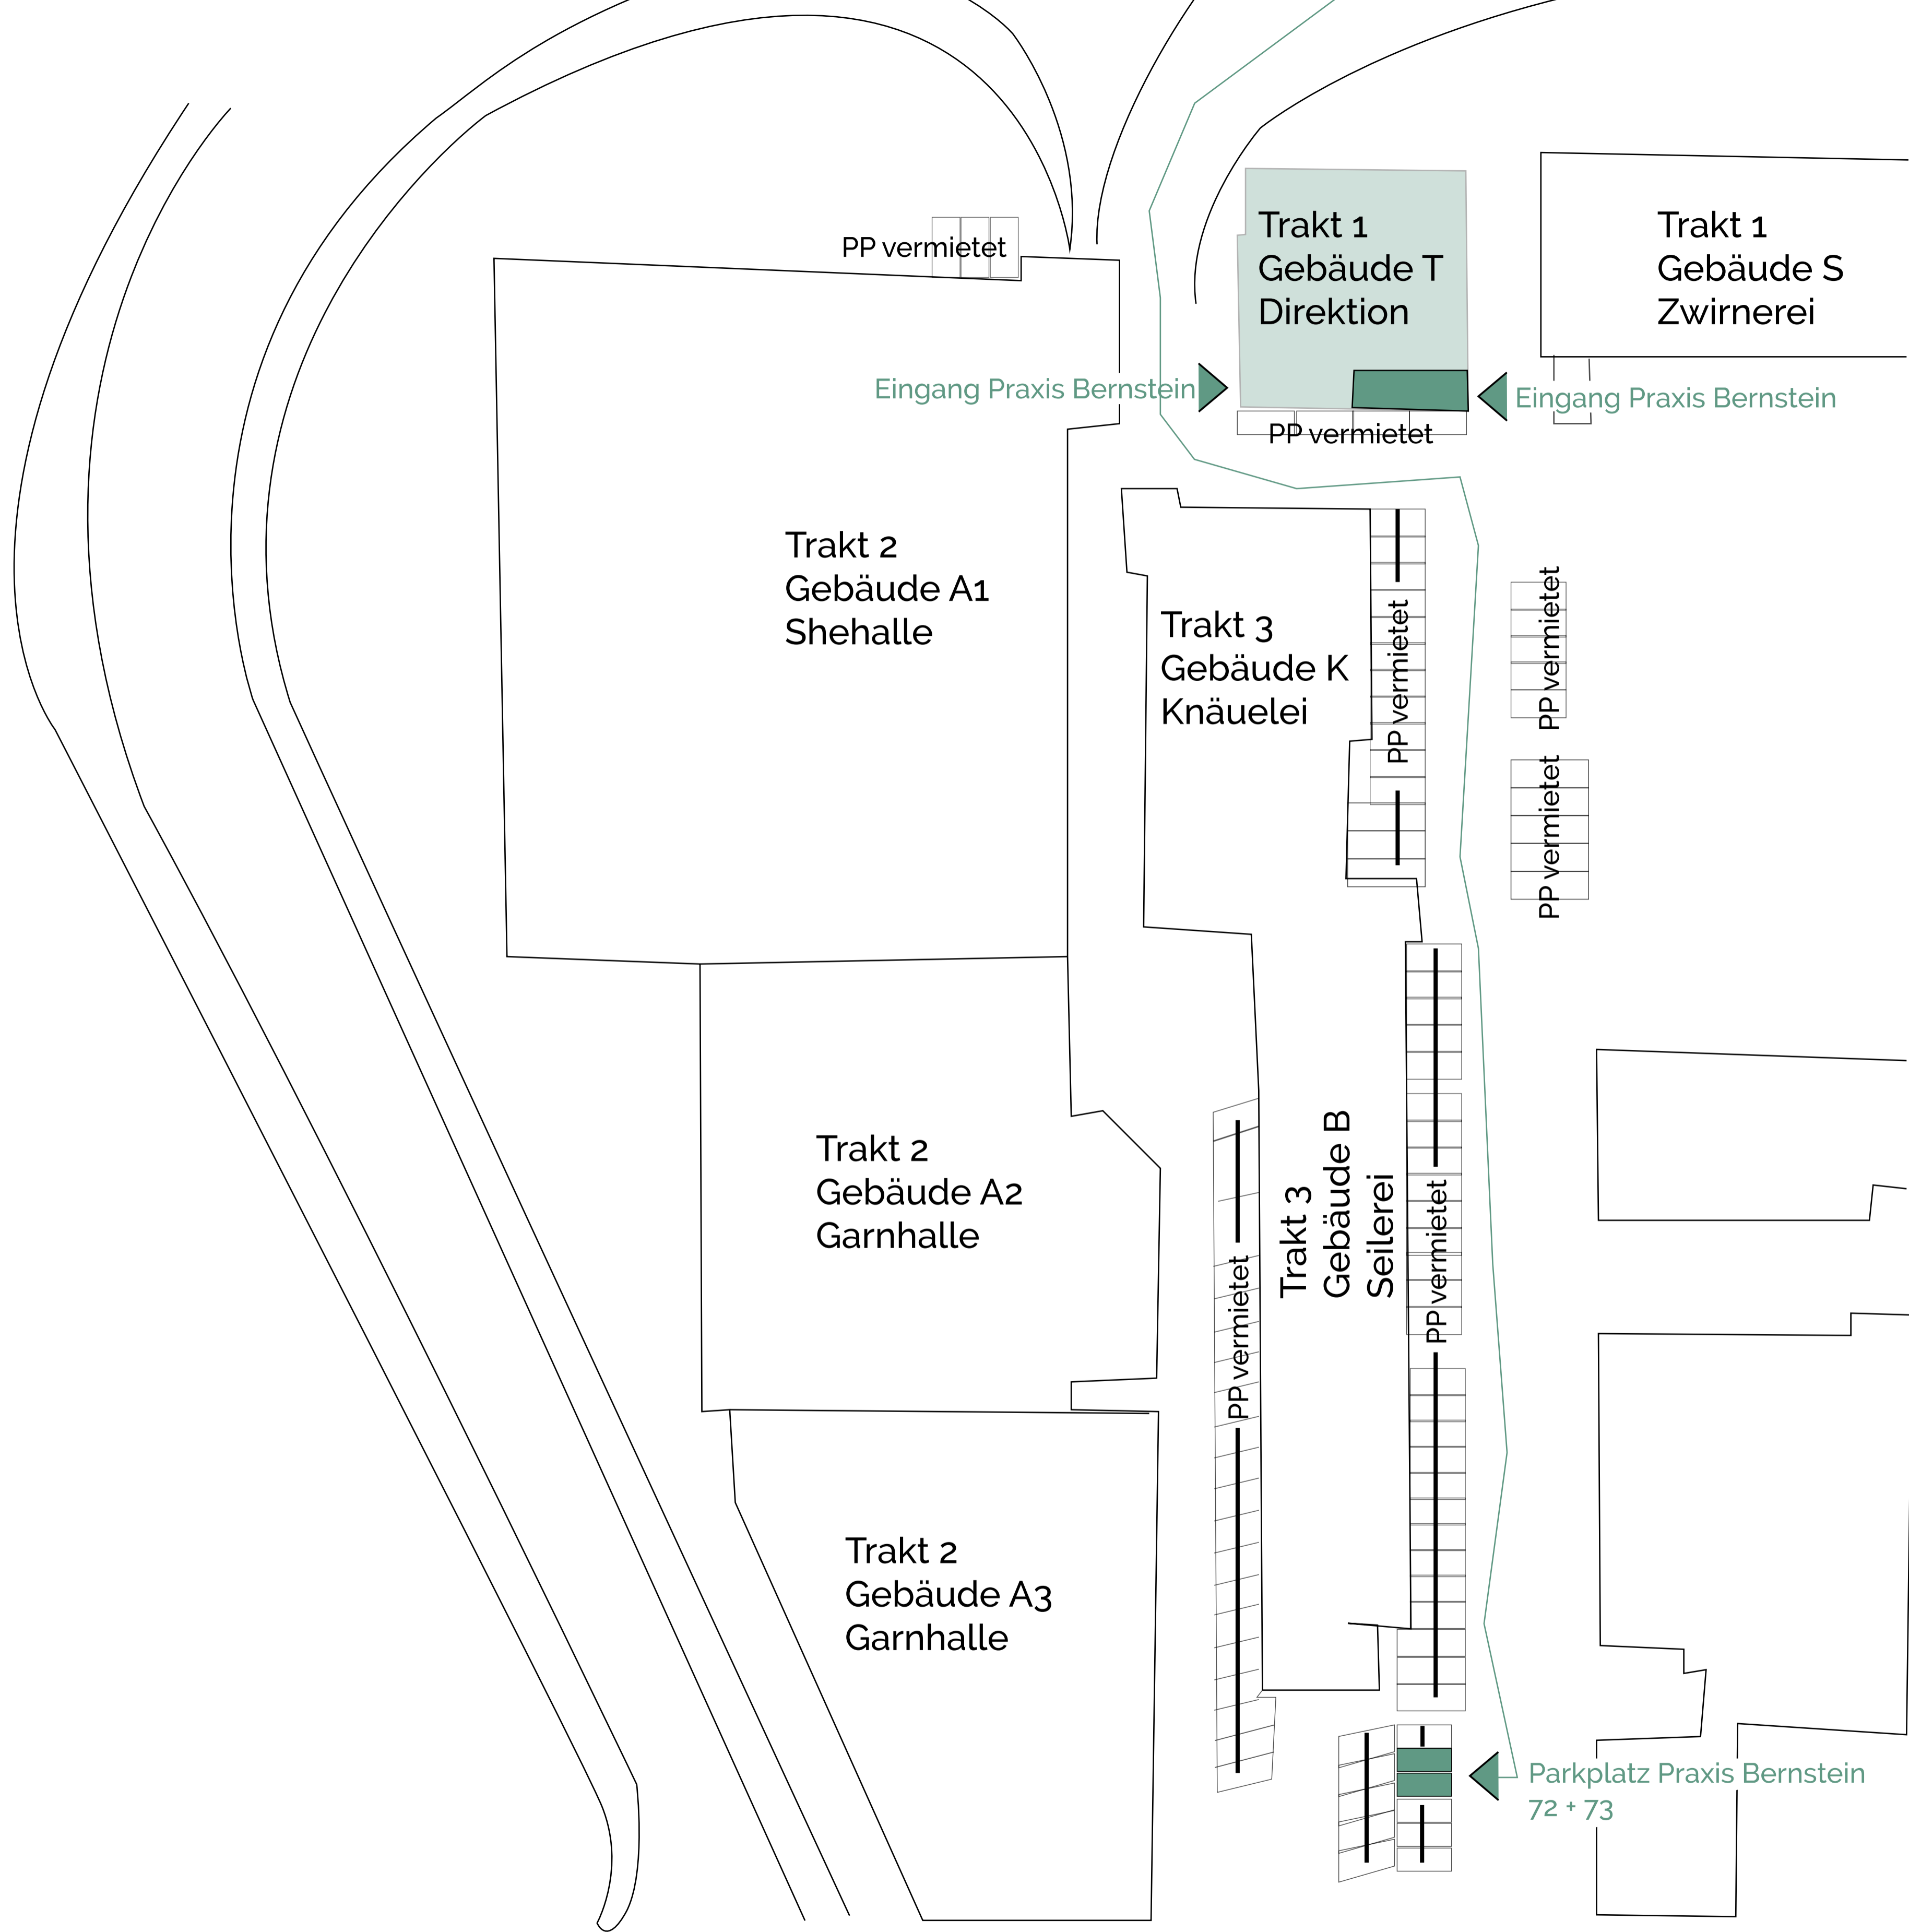 Trakt 1
Gebäude T
Direktion
Trakt 1
Gebäude S
Zwirnerei
PP vermietet
Eingang Praxis Bernstein
Eingang Praxis Bernstein
PP vermietet
Trakt 2
Gebäude A1
Shehalle
Trakt 3
Gebäude K
Knäuelei
PP vermietet
PP vermietet
PP vermietet
Trakt 2
Gebäude A2
Garnhalle
Trakt 3
Gebäude B
Seilerei
PP vermietet
PP vermietet
Trakt 2
Gebäude A3
Garnhalle
Parkplatz Praxis Bernstein
72 + 73